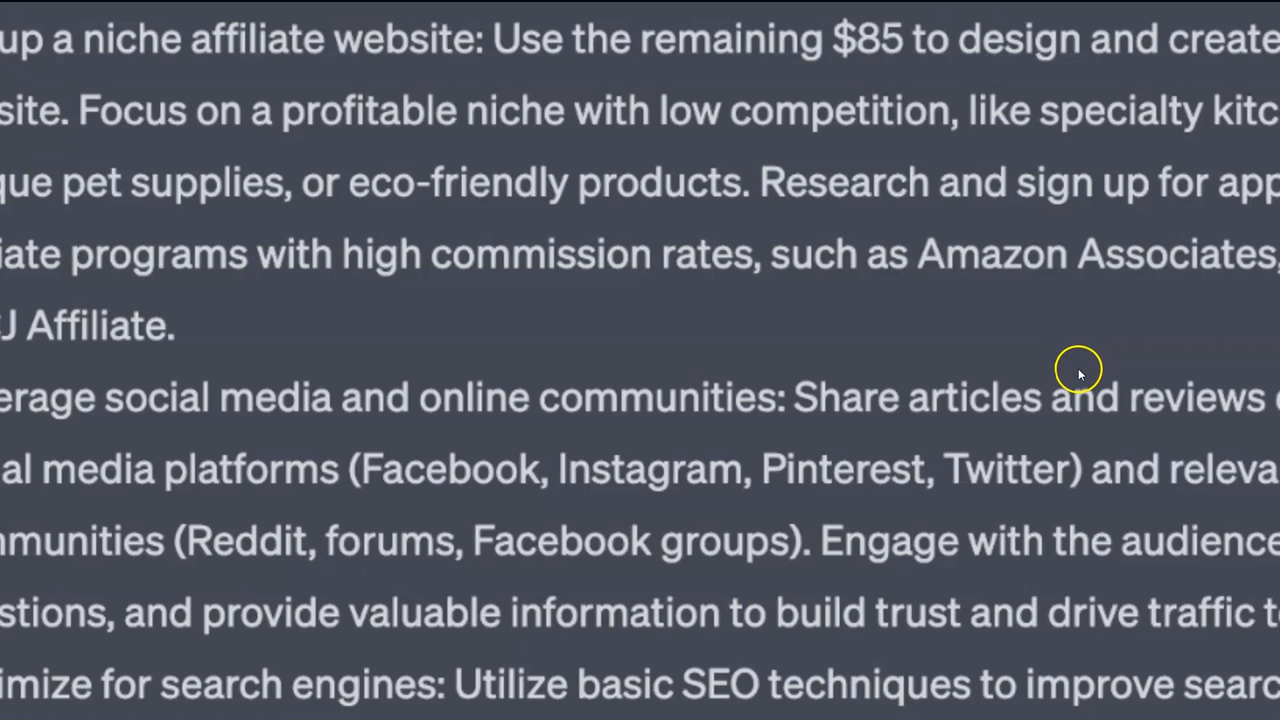 up a niche affiliate website: Use the remaining $85 to design and create
site. Focus on a profitable niche with low competition, like specialty kitc
que pet supplies, or eco-friendly products. Research and sign up for app
iate programs with high commission rates, such as Amazon Associates,
CJ Affiliate.
erage social media and online communities: Share articles and reviews
al media platforms (Facebook, Instagram, Pinterest, Twitter) and releva
mmunities (Reddit, forums, Facebook groups). Engage with the audience
stions, and provide valuable information to build trust and drive traffic t
imize for search engines: Utilize basic SEO techniques to improve searc